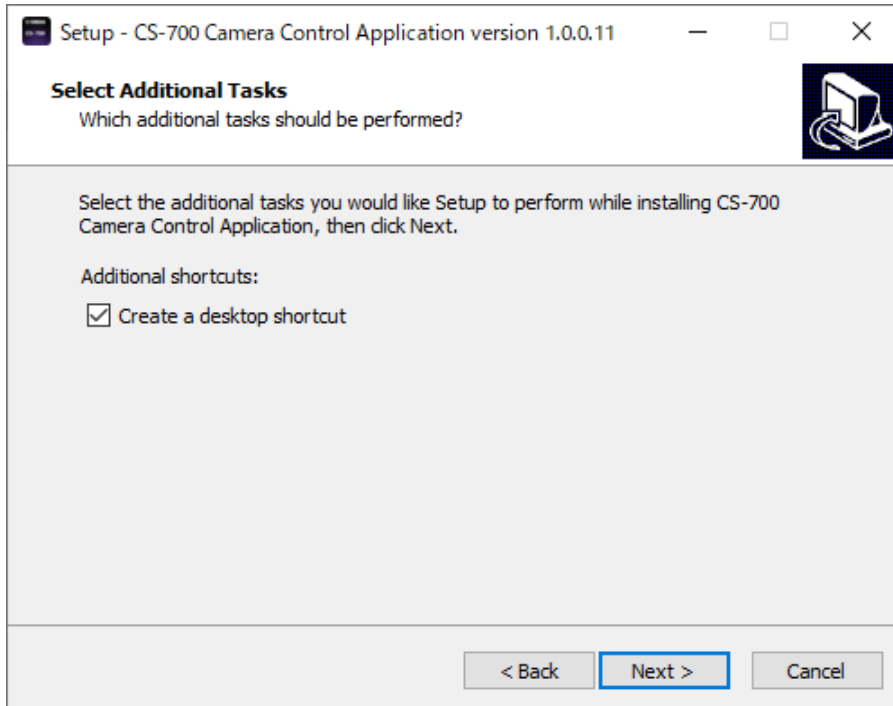 Setup - CS-700 Camera Control Application version 1.0.0.11
Select Additional Tasks
Which additional tasks should be performed?
Select the additional tasks you would like Setup to perform while installing CS-700
Camera Control Application, then click Next.
Additional shortcuts:
Create a desktop shortcut
< Back
Next >
Cancel